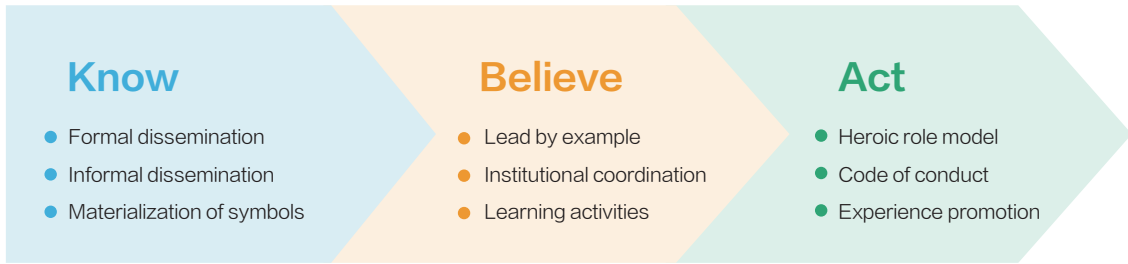 Know
Formal dissemination
Informal dissemination
Materialization of symbols
Believe
Lead by example
Institutional coordination
Learning activities
Act
Heroic role model
Code of conduct
Experience promotion